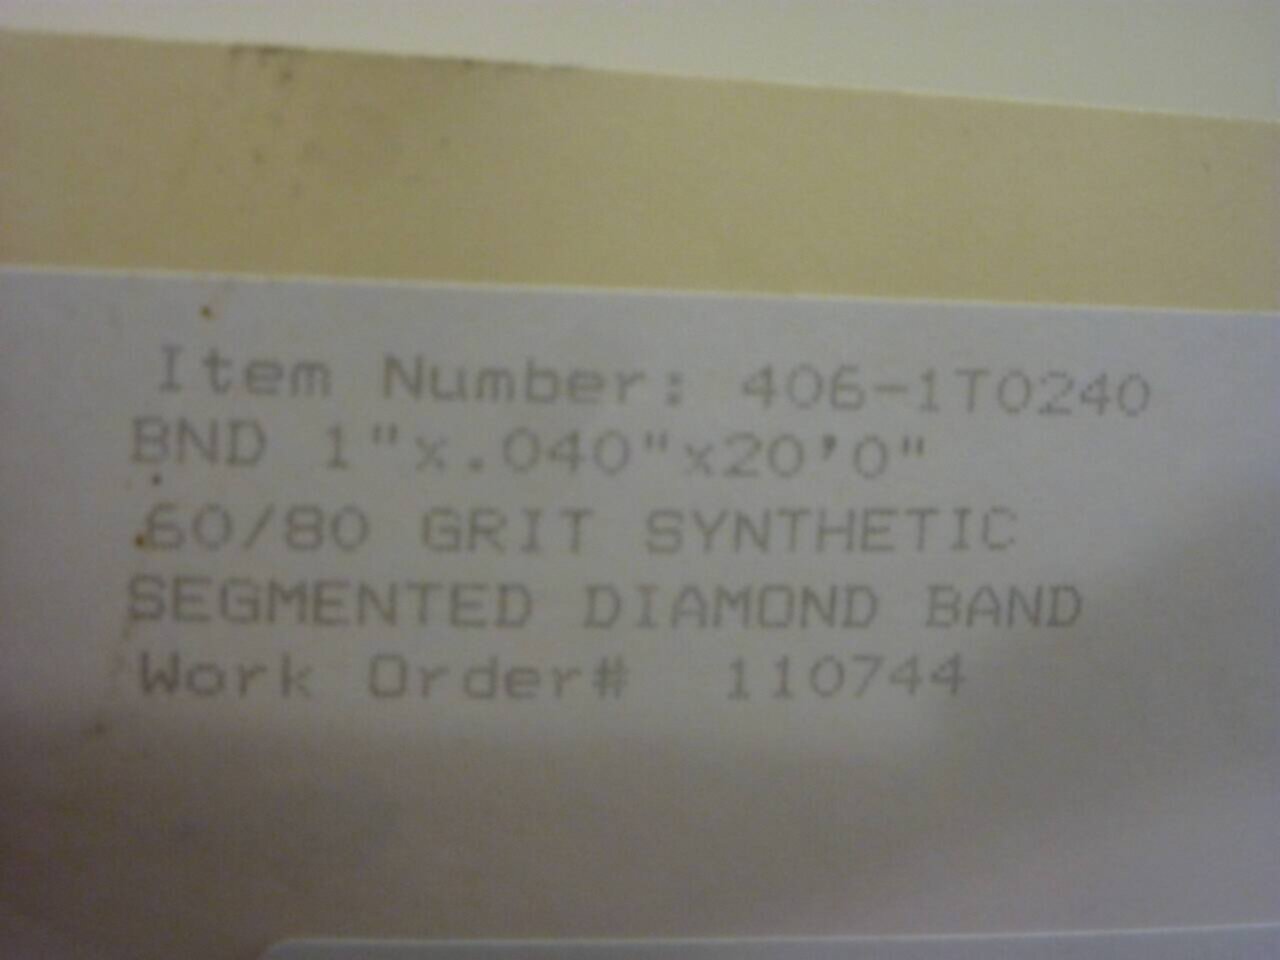 Item Number: 406-1T0240
BND 1"x.040"x20'0"
60/80 GRIT SYNTHETIC
SEGMENTED DIAMOND BAND
Work Order# 110744